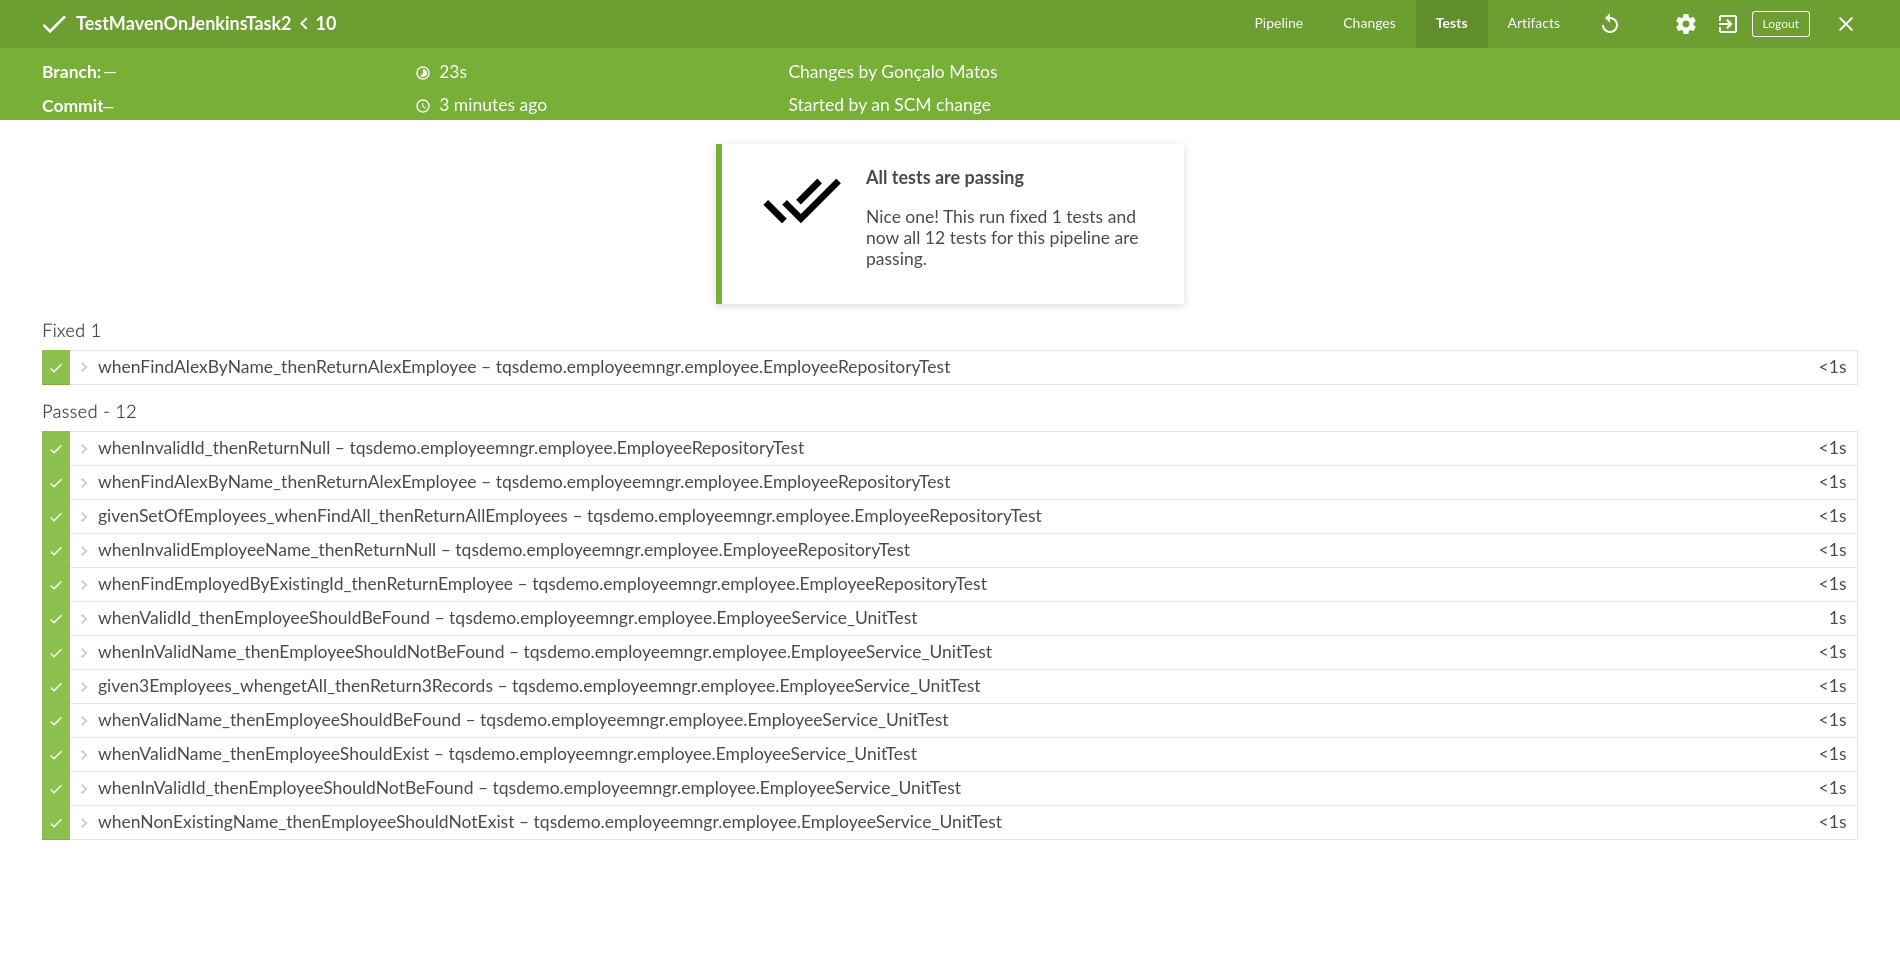 TestMavenOnJenkinsTask2 < 10
Pipeline Changes Tests Artifacts Logout
Branch: — 23s Changes by Gonçalo Matos
Commit— 3 minutes ago Started by an SCM change
All tests are passing
Nice one! This run fixed 1 tests and
now all 12 tests for this pipeline are
passing.
Fixed 1
whenFindAlexByName_thenReturnAlexEmployee – tqsdemo.employeemngr.employee.EmployeeRepositoryTest <1s
Passed - 12
whenInvalidId_thenReturnNull – tqsdemo.employeemngr.employee.EmployeeRepositoryTest <1s
whenFindAlexByName_thenReturnAlexEmployee – tqsdemo.employeemngr.employee.EmployeeRepositoryTest <1s
givenSetOfEmployees_whenFindAll_thenReturnAllEmployees – tqsdemo.employeemngr.employee.EmployeeRepositoryTest <1s
whenInvalidEmployeeName_thenReturnNull – tqsdemo.employeemngr.employee.EmployeeRepositoryTest <1s
whenFindEmployedByExistingId_thenReturnEmployee – tqsdemo.employeemngr.employee.EmployeeRepositoryTest <1s
whenValidId_thenEmployeeShouldBeFound – tqsdemo.employeemngr.employee.EmployeeService_UnitTest 1s
whenInValidName_thenEmployeeShouldNotBeFound – tqsdemo.employeemngr.employee.EmployeeService_UnitTest <1s
given3Employees_whengetAll_thenReturn3Records – tqsdemo.employeemngr.employee.EmployeeService_UnitTest <1s
whenValidName_thenEmployeeShouldBeFound – tqsdemo.employeemngr.employee.EmployeeService_UnitTest <1s
whenValidName_thenEmployeeShouldExist – tqsdemo.employeemngr.employee.EmployeeService_UnitTest <1s
whenInValidId_thenEmployeeShouldNotBeFound – tqsdemo.employeemngr.employee.EmployeeService_UnitTest <1s
whenNonExistingName_thenEmployeeShouldNotExist – tqsdemo.employeemngr.employee.EmployeeService_UnitTest <1s